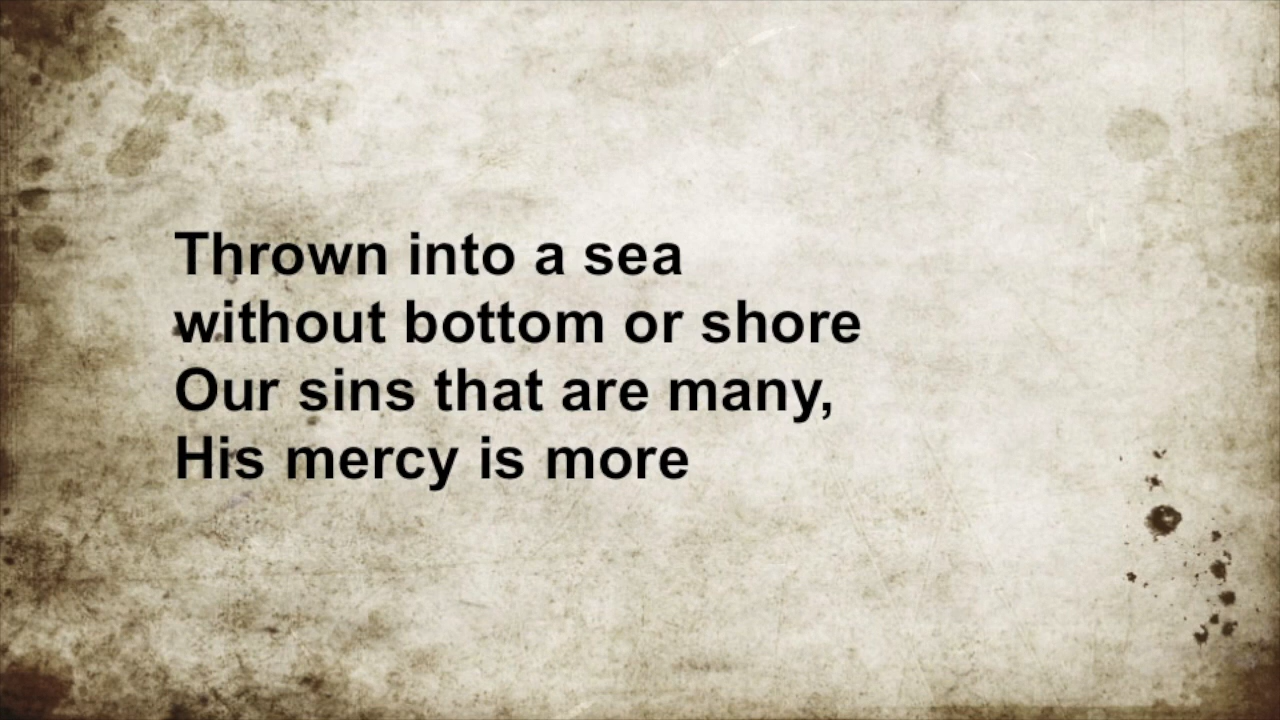 Thrown into a sea
without bottom or shore
Our sins that are many,
His mercy is more